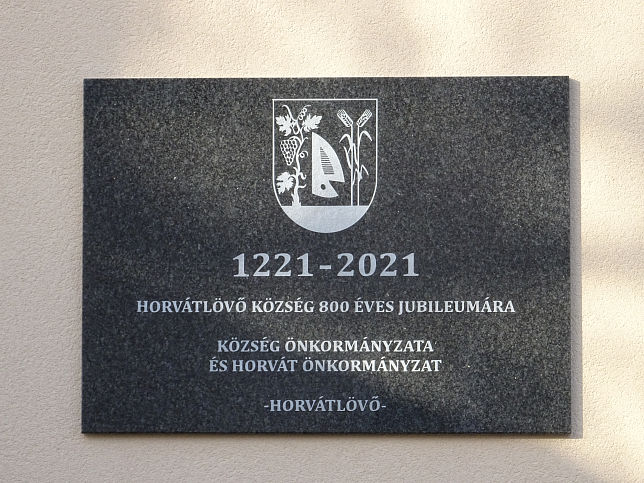 1221-2021
HORVÁTLÖVŐ KÖZSÉG 800 ÉVES JUBILEUMÁRA
KÖZSÉG ÖNKORMÁNYZATA
ÉS HORVÁT ÖNKORMÁNYZAT
-HORVÁTLÖVŐ-